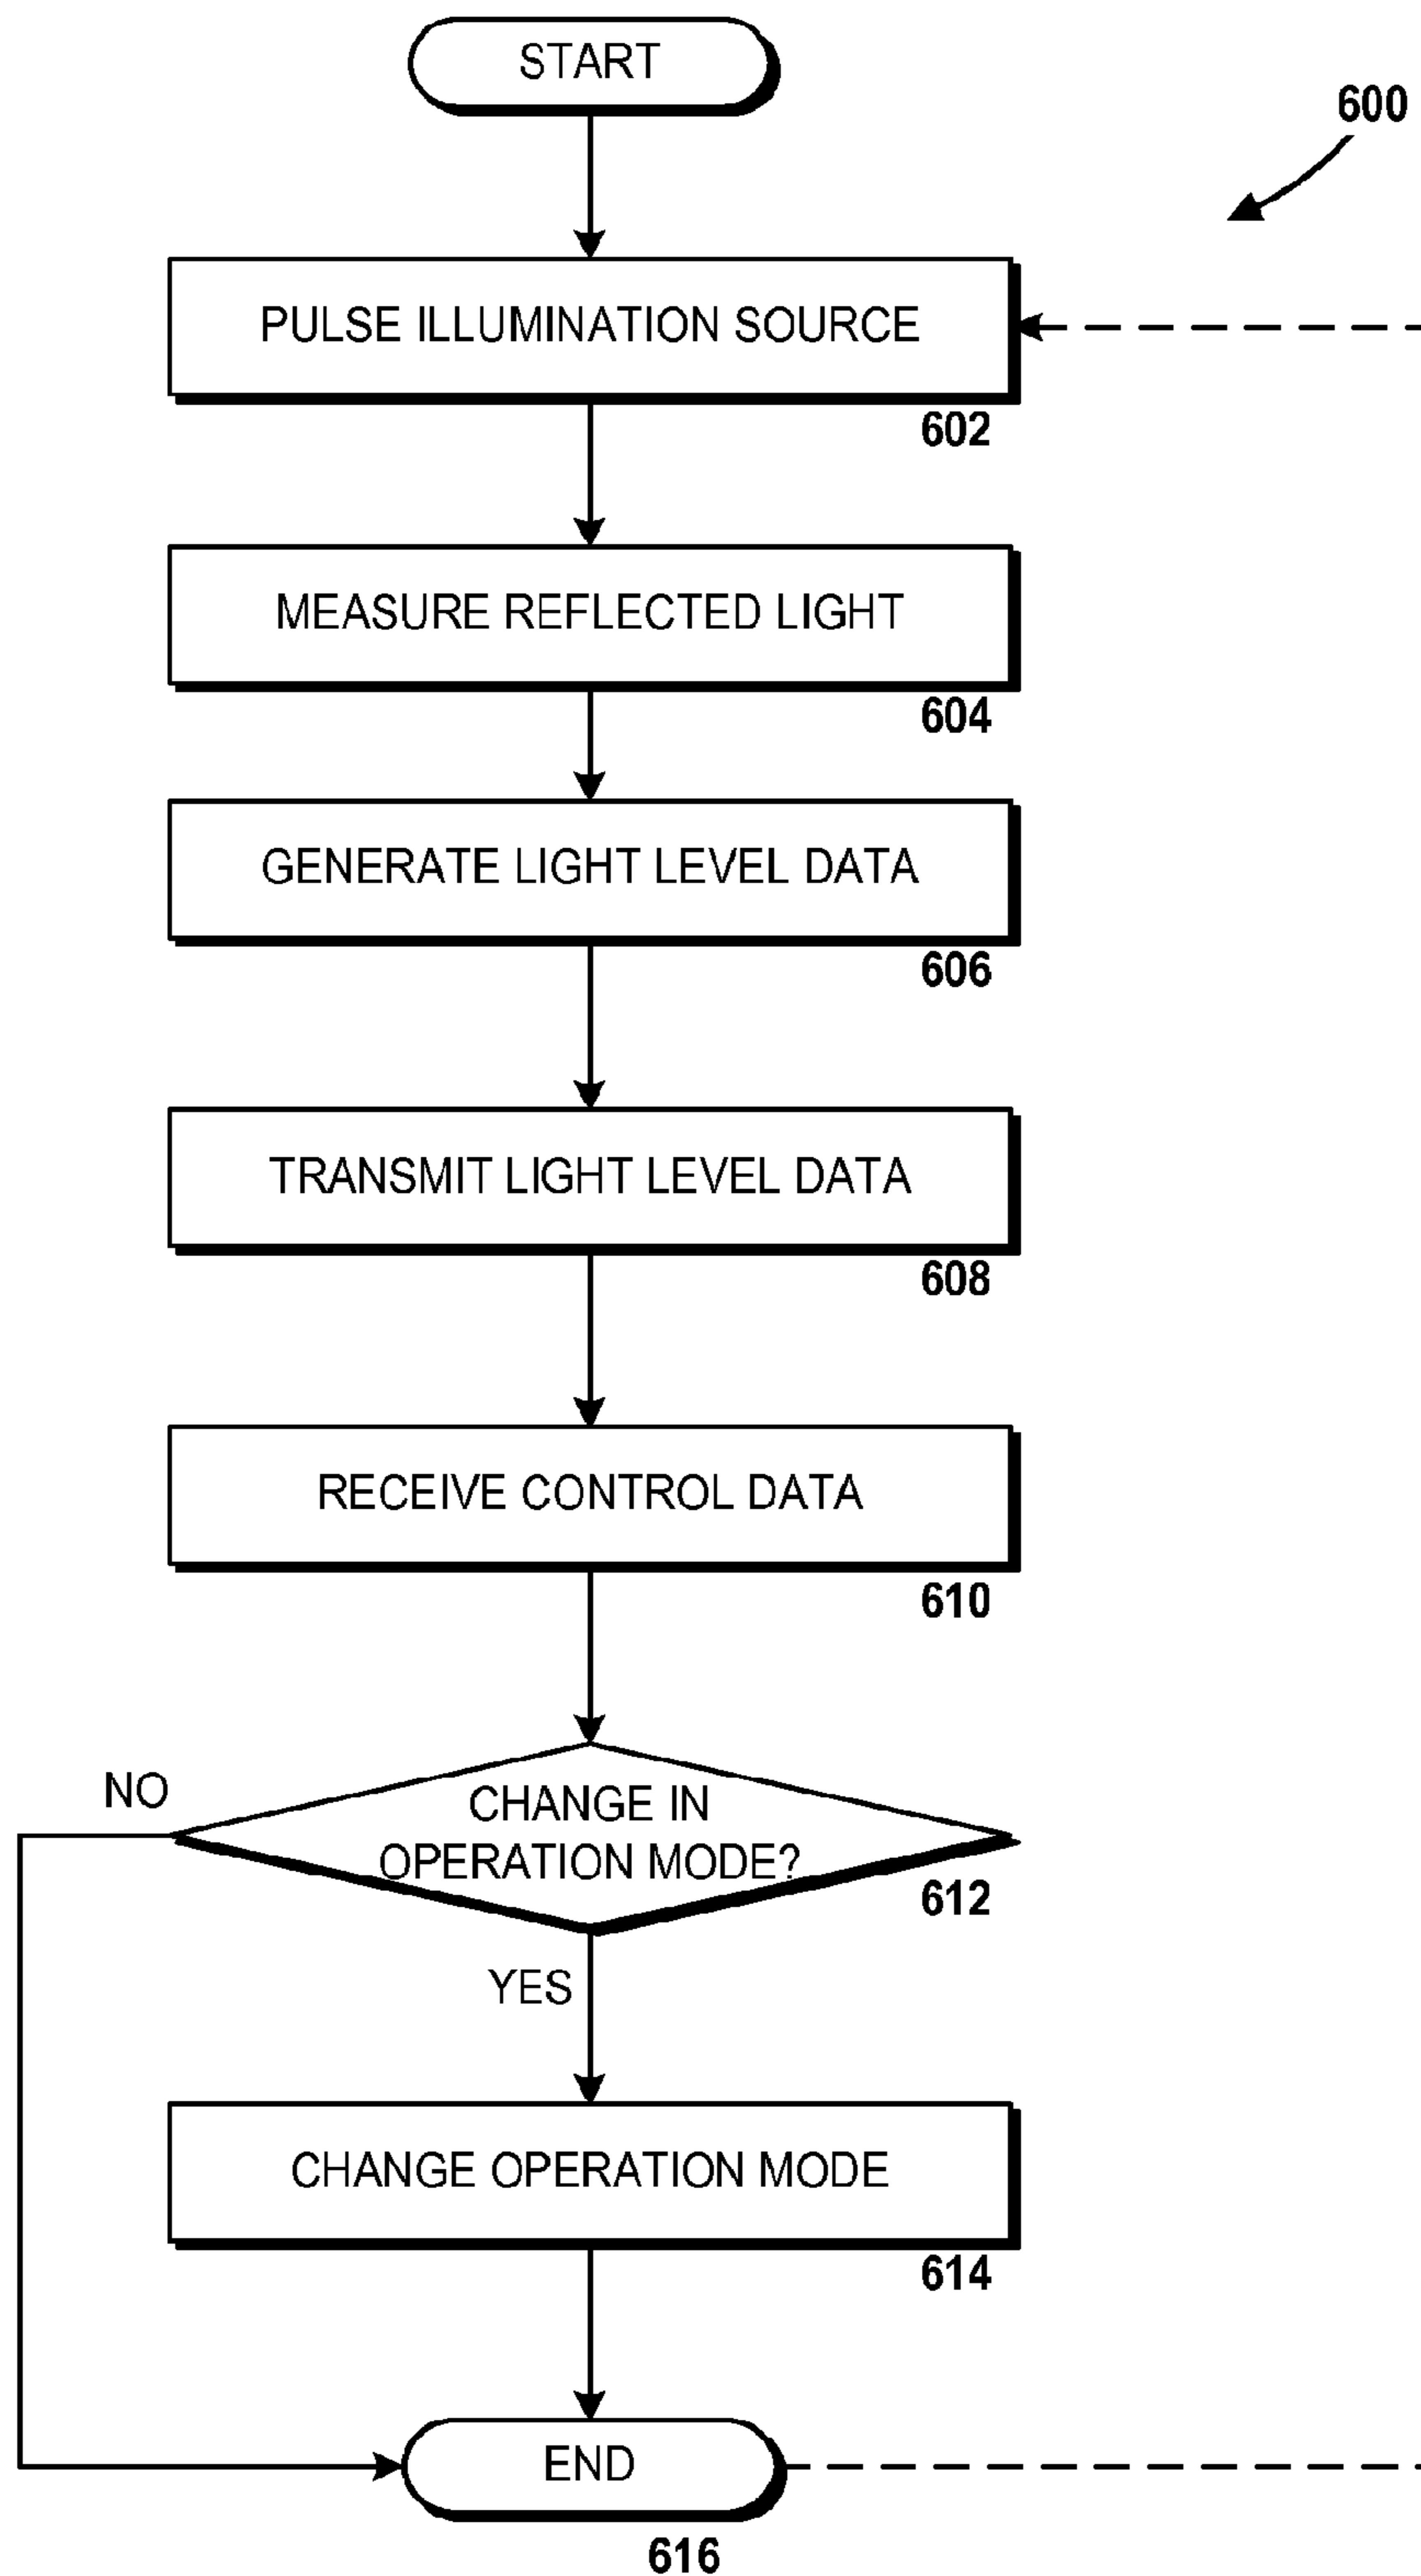 START
600
PULSE ILLUMINATION SOURCE
602
MEASURE REFLECTED LIGHT
604
GENERATE LIGHT LEVEL DATA
606
TRANSMIT LIGHT LEVEL DATA
608
RECEIVE CONTROL DATA
610
NO
CHANGE IN
OPERATION MODE?
612
YES
CHANGE OPERATION MODE
614
END
616